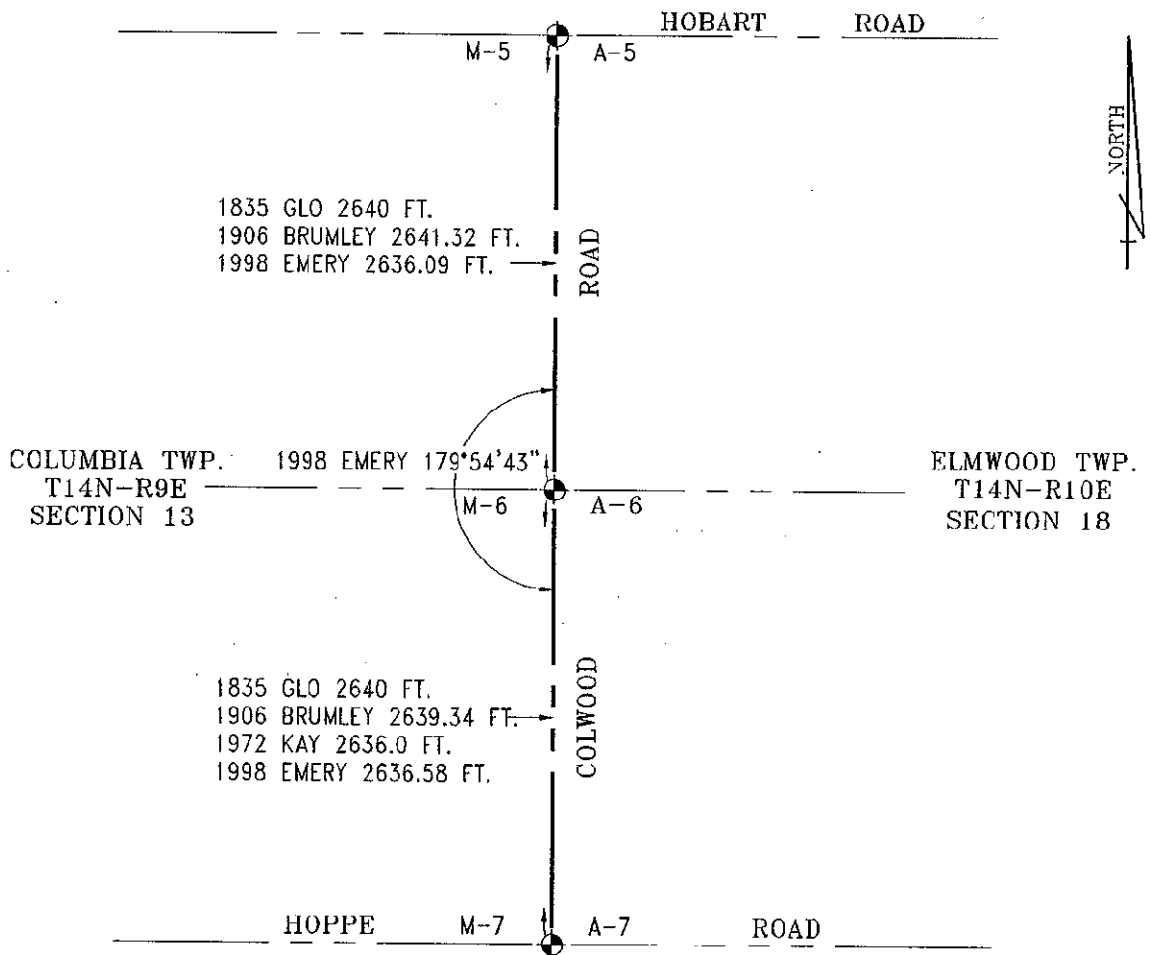 HOBART ROAD
M-5 A-5
NORTH
1835 GLO 2640 FT.
1906 BRUMLEY 2641.32 FT.
1998 EMERY 2636.09 FT.
ROAD
COLUMBIA TWP.
T14N-R9E
SECTION 13
1998 EMERY 179°54'43"
M-6 A-6
ELMWOOD TWP.
T14N-R10E
SECTION 18
1835 GLO 2640 FT.
1906 BRUMLEY 2639.34 FT.
1972 KAY 2636.0 FT.
1998 EMERY 2636.58 FT.
COLWOOD
HOPPE M-7 A-7 ROAD